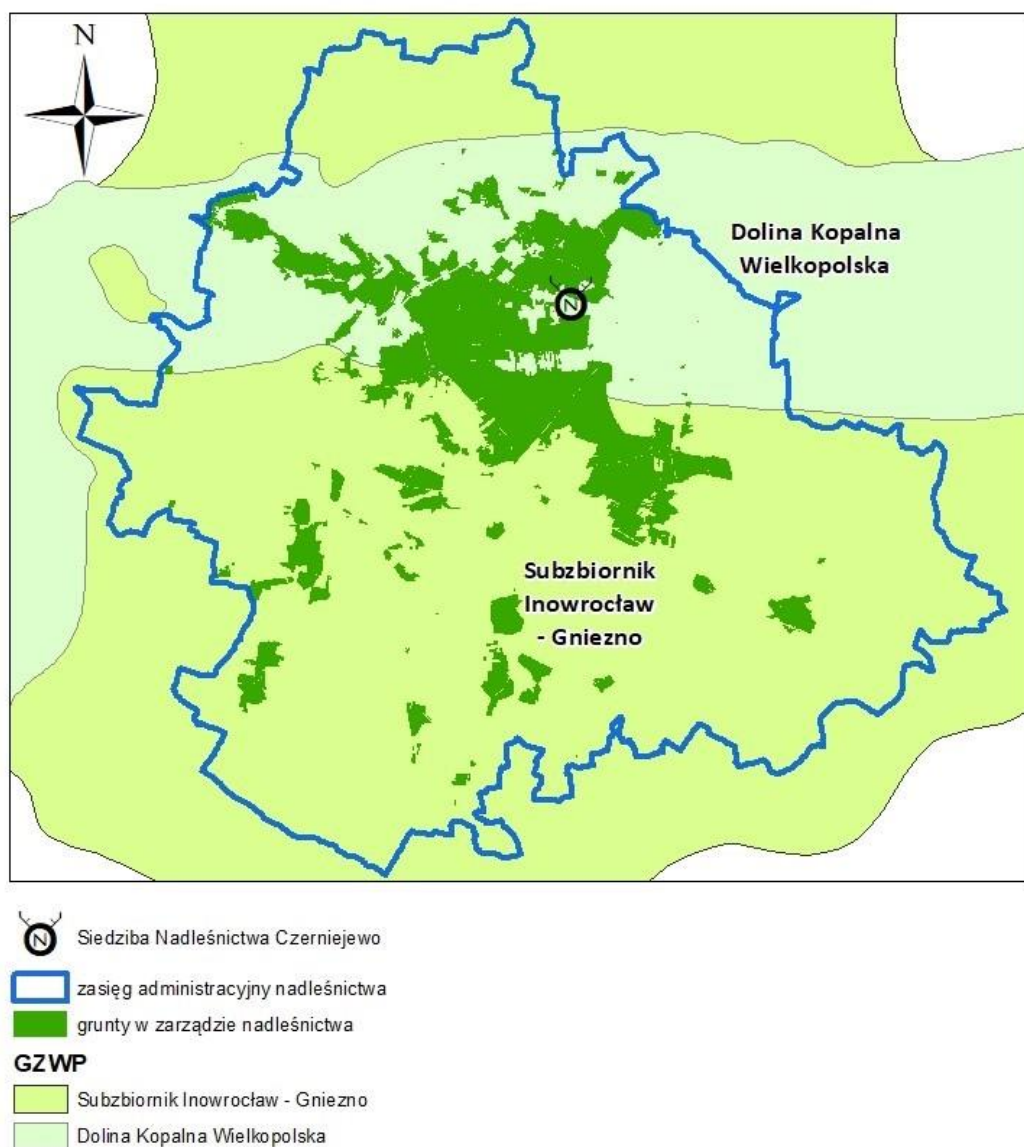 N
Dolina Kopalna
Wielkopolska
N
Subzbiornik
Inowrocław
- Gniezno
N
Siedziba Nadleśnictwa Czerniejewo
zasięg administracyjny nadleśnictwa
grunty w zarządzie nadleśnictwa
GZWP
Subzbiornik Inowrocław - Gniezno
Dolina Kopalna Wielkopolska